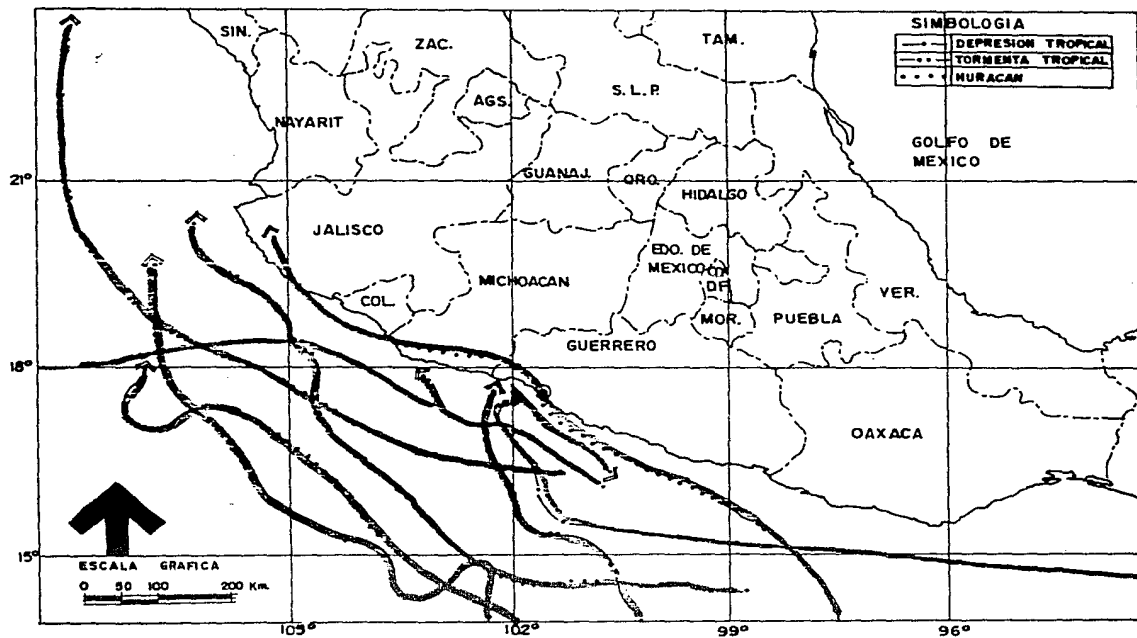 SIMBOLOGIA
DEPRESION TROPICAL
TORMENTA TROPICAL
HURACAN
SIN.
ZAC.
TAM.
AGS.
S.L.P.
NAYARIT
GOLFO DE
MEXICO
21°
GUANAJ.
QRO.
HIDALGO
JALISCO
EDO. DE
MEXICO
MICHOACAN
DF.
COL.
MOR.
PUEBLA
VER.
GUERRERO
18°
OAXACA
15°
ESCALA GRAFICA
0 50 100 200 Km.
105°
102°
99°
96°